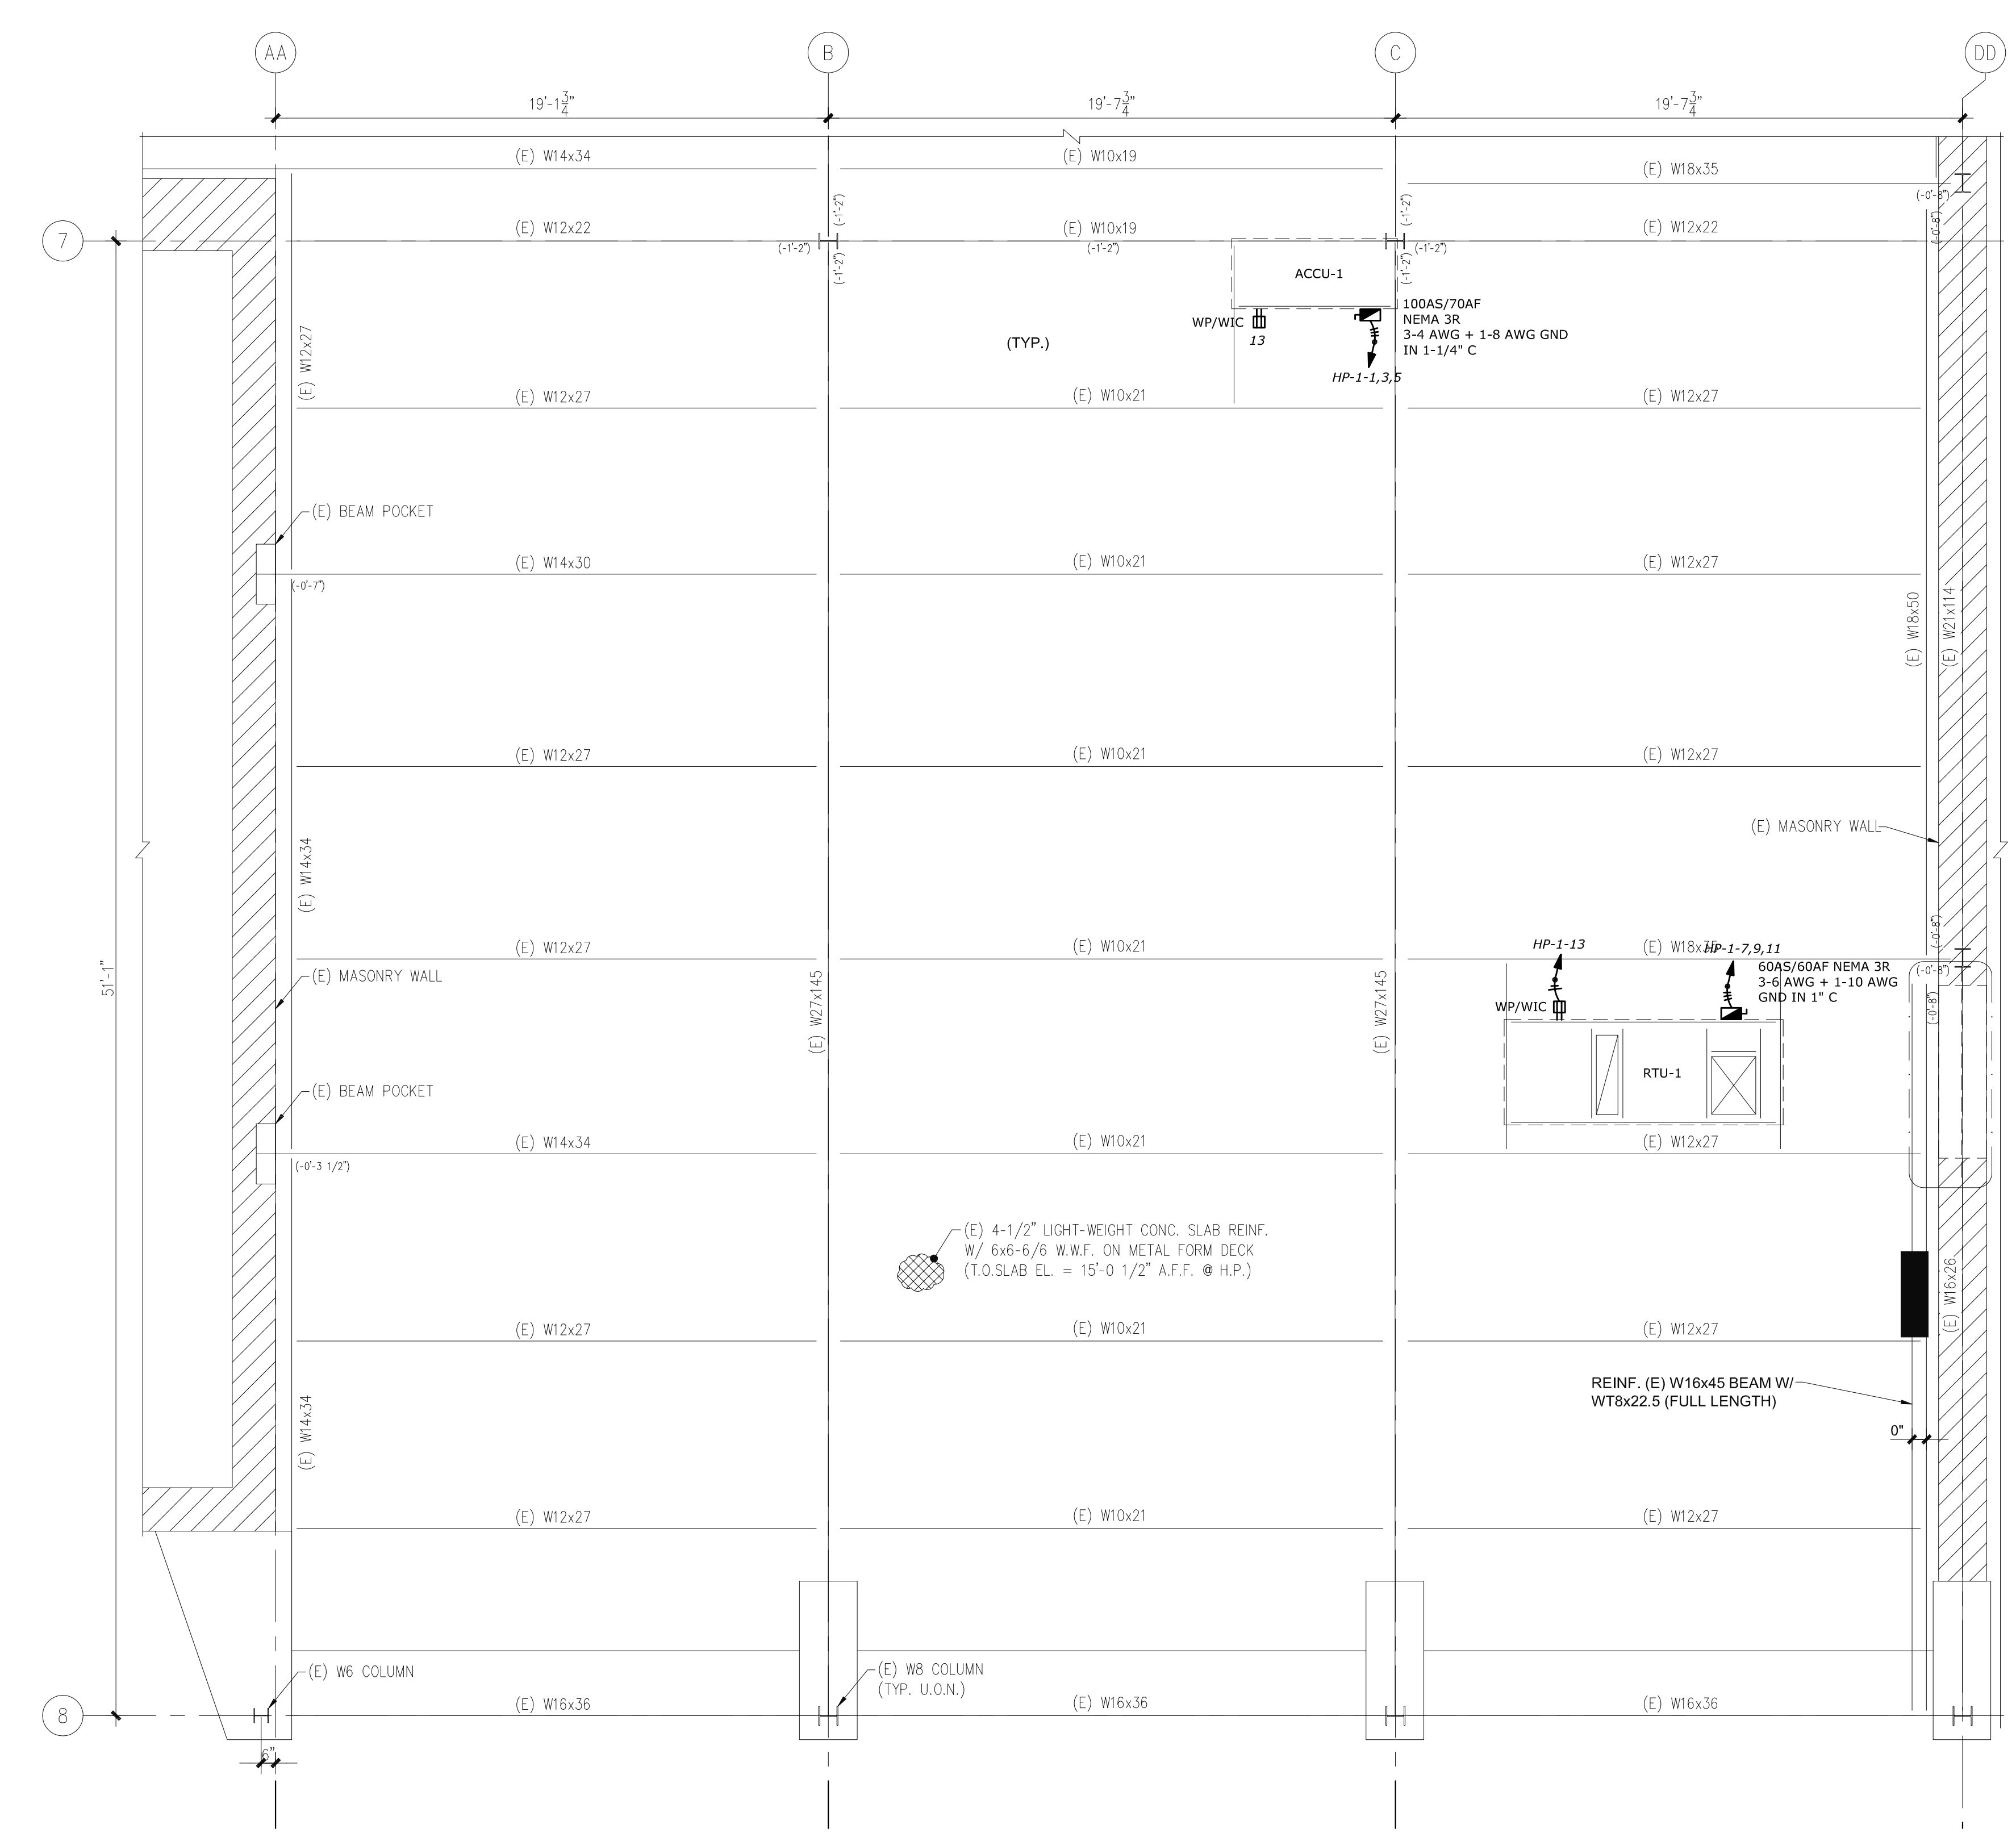 AA
B
C
DD
19'-1 3/4"
19'-7 3/4"
19'-7 3/4"
(E) W14x34
(E) W10x19
(E) W18x35
(-0'-8")
(-0'-8")
(-1'-2")
(-1'-2")
7
(E) W12x22
(E) W10x19
(E) W12x22
(-1'-2")
(-1'-2")
(-1'-2")
(-1'-2")
(-1'-2")
ACCU-1
100AS/70AF
NEMA 3R
3-4 AWG + 1-8 AWG GND
IN 1-1/4" C
WP/WIC
13
HP-1-1,3,5
(TYP.)
(E) W12x27
(E) W12x27
(E) W10x21
(E) W12x27
(E) BEAM POCKET
(E) W14x30
(E) W10x21
(E) W12x27
(-0'-7")
(E) W18x50
(E) W21x114
(E) W12x27
(E) W10x21
(E) W12x27
(E) MASONRY WALL
(E) W14x34
(E) W12x27
(E) W10x21
(E) W18x35
HP-1-13
HP-1-7,9,11
(-0'-8")
(-0'-8")
(-0'-8")
60AS/60AF NEMA 3R
3-6 AWG + 1-10 AWG
GND IN 1" C
WP/WIC
RTU-1
(E) MASONRY WALL
51'-1"
(E) W27x145
(E) W27x145
(E) BEAM POCKET
(E) W14x34
(E) W10x21
(E) W12x27
(-0'-3 1/2")
(E) 4-1/2" LIGHT-WEIGHT CONC. SLAB REINF.
W/ 6x6-6/6 W.W.F. ON METAL FORM DECK
(T.O.SLAB EL. = 15'-0 1/2" A.F.F. @ H.P.)
(E) W16x26
(E) W12x27
(E) W10x21
(E) W12x27
REINF. (E) W16x45 BEAM W/
WT8x22.5 (FULL LENGTH)
0"
(E) W14x34
(E) W12x27
(E) W10x21
(E) W12x27
(E) W6 COLUMN
(E) W8 COLUMN
(TYP. U.O.N.)
8
(E) W16x36
(E) W16x36
(E) W16x36
6"